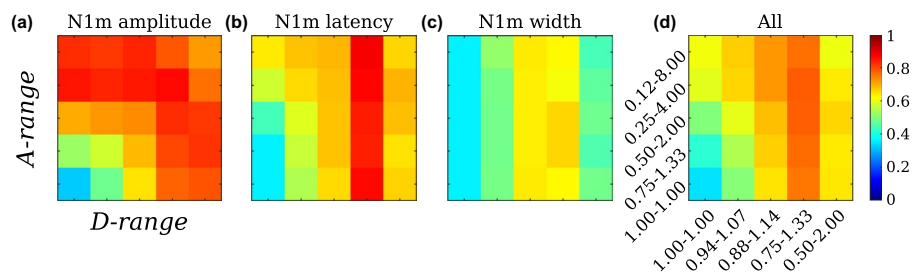 (a) N1m amplitude
(b) N1m latency
(c) N1m width
(d) All
A-range
D-range
0.12-8.00
0.25-4.00
0.50-2.00
0.75-1.33
1.00-1.00
1.00-1.00
0.94-1.07
0.88-1.14
0.75-1.33
0.50-2.00
1
0.8
0.6
0.4
0.2
0